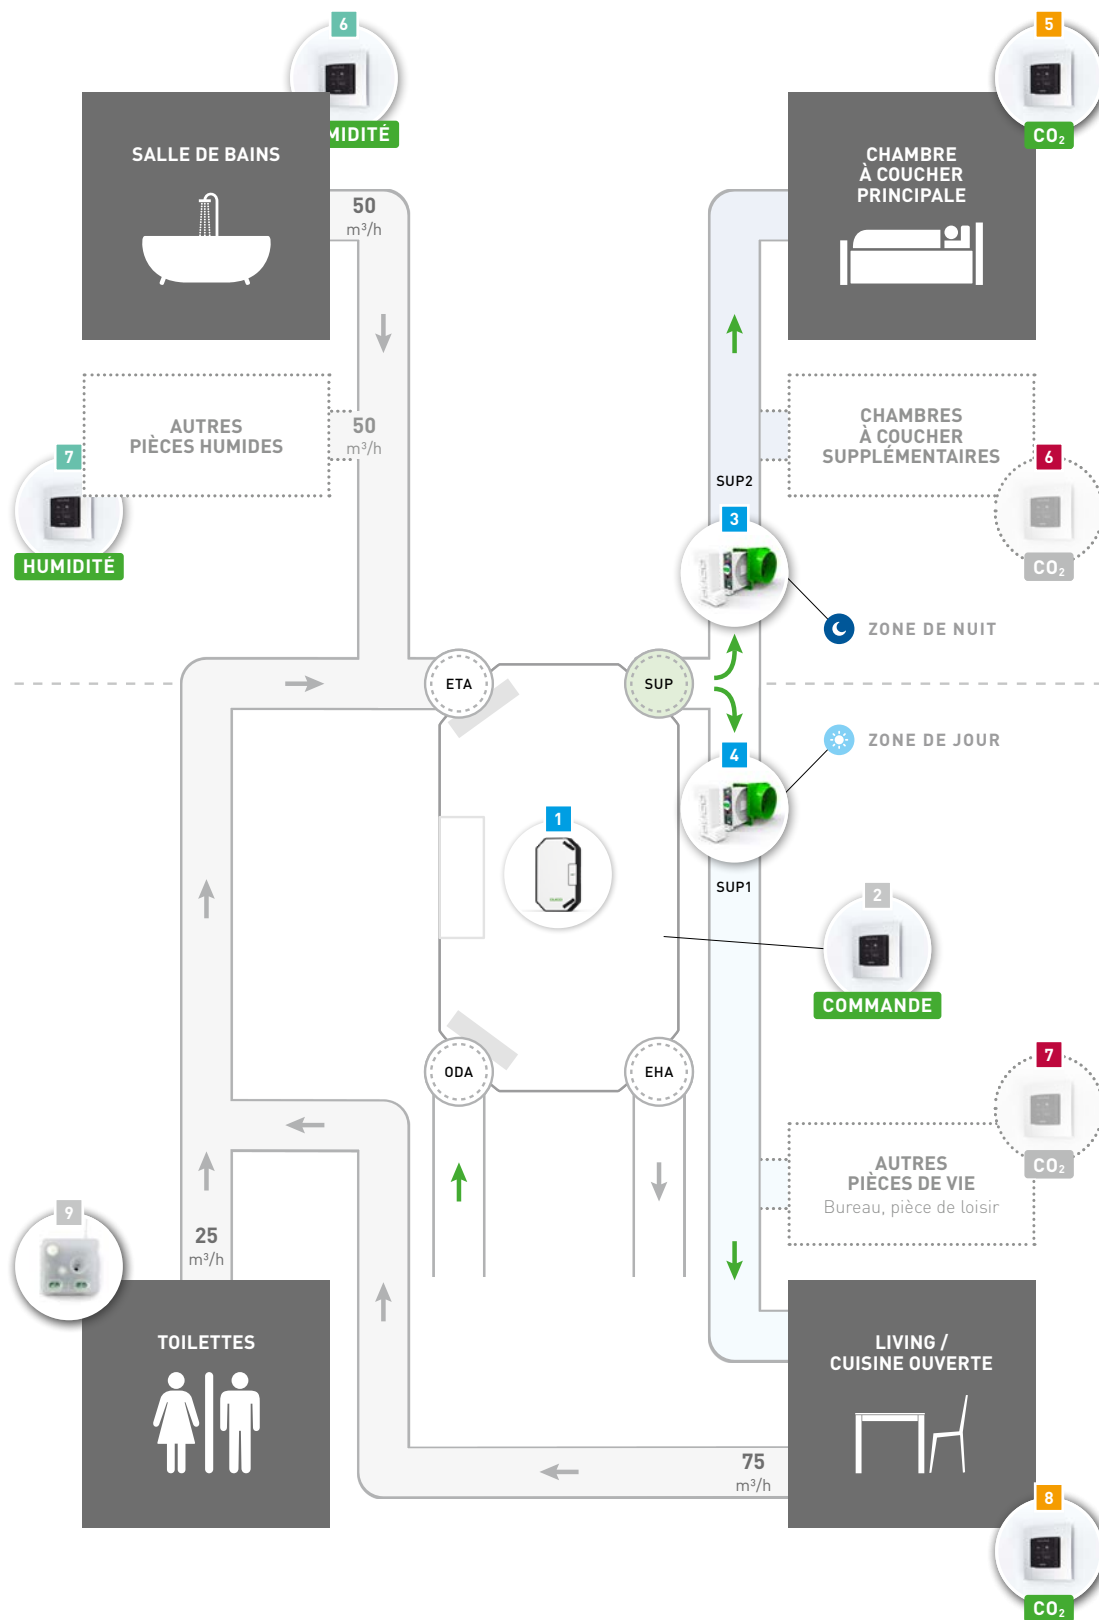 6
MIDITÉ
SALLE DE BAINS
50
m³/h
5
CO₂
CHAMBRE
À COUCHER
PRINCIPALE
AUTRES
PIÈCES HUMIDES
50
m³/h
7
HUMIDITÉ
CHAMBRES
À COUCHER
SUPPLÉMENTAIRES
6
CO₂
SUP2
3
ZONE DE NUIT
ETA
SUP
ZONE DE JOUR
4
1
SUP1
2
COMMANDE
ODA
EHA
7
CO₂
AUTRES
PIÈCES DE VIE
Bureau, pièce de loisir
9
25
m³/h
TOILETTES
LIVING /
CUISINE OUVERTE
75
m³/h
8
CO₂